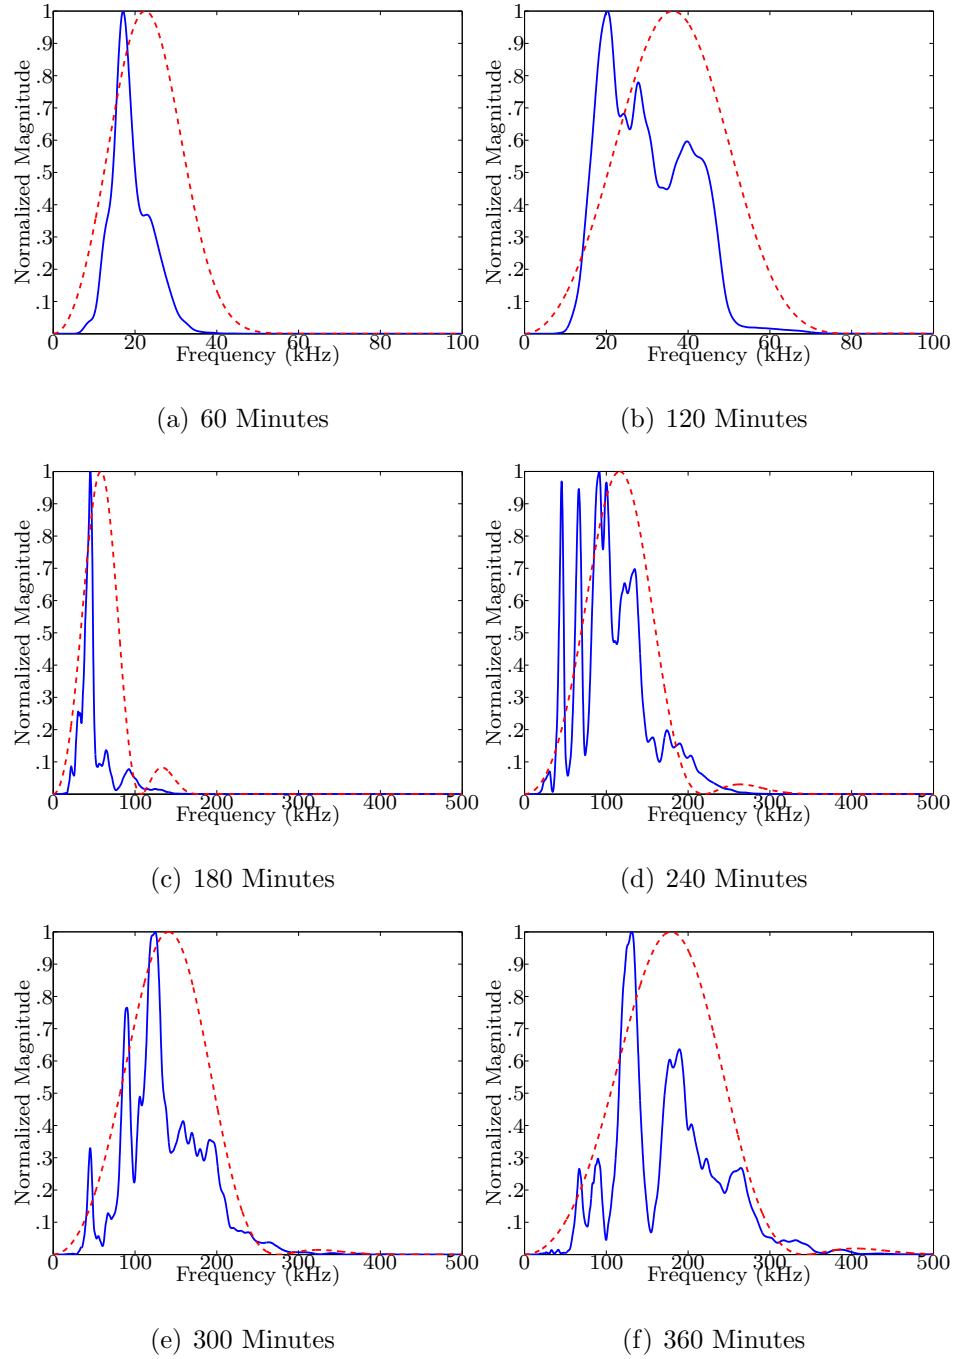 1
.9
.8
.7
.6
.5
.4
.3
.2
.1
Normalized Magnitude
0 20 40 60 80 100
Frequency (kHz)
(a) 60 Minutes
1
.9
.8
.7
.6
.5
.4
.3
.2
.1
Normalized Magnitude
0 20 40 60 80 100
Frequency (kHz)
(b) 120 Minutes
1
.9
.8
.7
.6
.5
.4
.3
.2
.1
Normalized Magnitude
0 100 200 300 400 500
Frequency (kHz)
(c) 180 Minutes
1
.9
.8
.7
.6
.5
.4
.3
.2
.1
Normalized Magnitude
0 100 200 300 400 500
Frequency (kHz)
(d) 240 Minutes
1
.9
.8
.7
.6
.5
.4
.3
.2
.1
Normalized Magnitude
0 100 200 300 400 500
Frequency (kHz)
(e) 300 Minutes
1
.9
.8
.7
.6
.5
.4
.3
.2
.1
Normalized Magnitude
0 100 200 300 400 500
Frequency (kHz)
(f) 360 Minutes